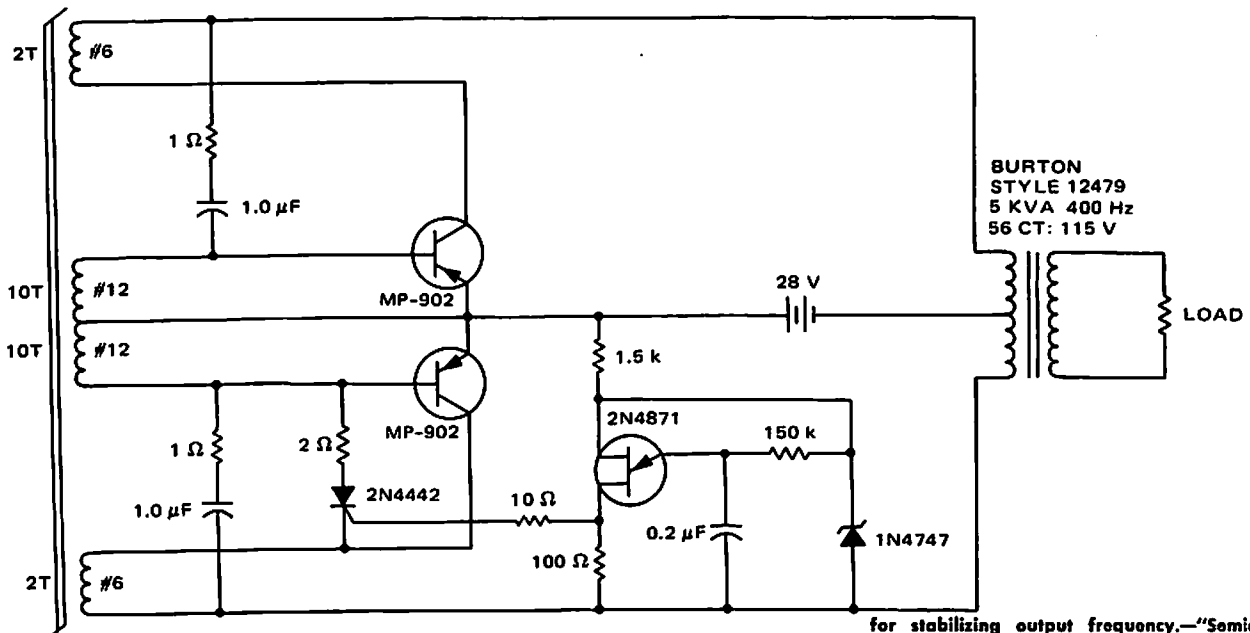 2T
#6
1 Ω
1.0 µF
BURTON
STYLE 12479
5 KVA 400 Hz
56 CT: 115 V
10T
#12
MP-902
28 V
LOAD
10T
#12
1.5 k
MP-902
2N4871
150 k
1 Ω
2 Ω
2N4442
10 Ω
1.0 µF
0.2 µF
1N4747
100 Ω
2T
#6
for stabilizing output frequency.—"Semic